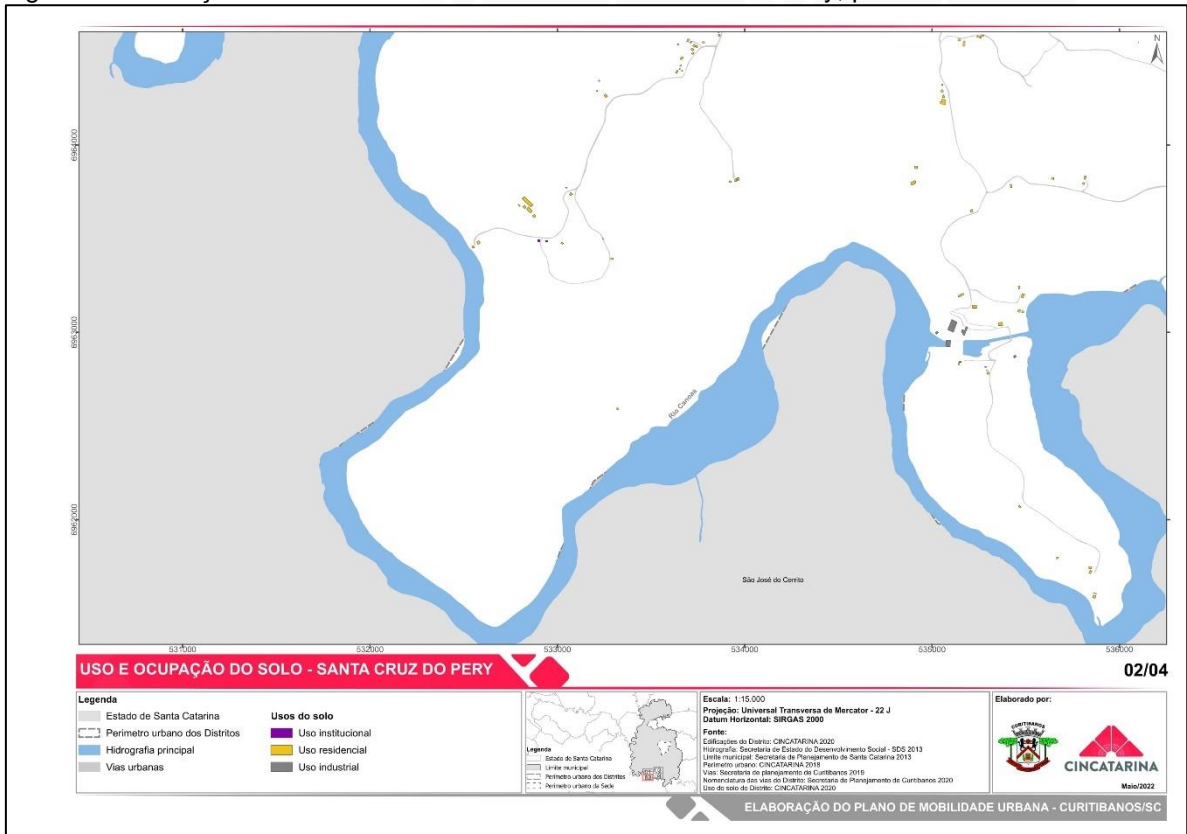 N
6964000
6963000
6962000
Rio Canoas
São José do Cerrito
531000 532000 533000 534000 535000 536000
USO E OCUPAÇÃO DO SOLO - SANTA CRUZ DO PERY
02/04
Legenda
Estado de Santa Catarina
Perimetro urbano dos Distritos
Hidrografia principal
Vias urbanas
Usos do solo
Uso institucional
Uso residencial
Uso industrial
Legenda
Estado de Santa Catarina
Limite municipal
Perimetro urbano dos Distritos
Perimetro urbano da Sede
Escala: 1:15.000
Projeção: Universal Transversa de Mercator - 22 J
Datum Horizontal: SIRGAS 2000
Fonte:
Edificações do Distrito: CINCATARINA 2020
Hidrografia: Secretaria de Estado do Desenvolvimento Social - SDS 2013
Limite municipal: Secretaria de Planejamento de Santa Catarina 2013
Perimetro urbano: CINCATARINA 2018
Vias: Secretaria de planejamento de Curitibanos 2019
Nomenclatura das vias do Distrito: Secretaria de Planejamento de Curitibanos 2020
Uso do solo do Distrito: CINCATARINA 2020
Elaborado por:
CURITIBANOS
CINCATARINA
Maio/2022
ELABORAÇÃO DO PLANO DE MOBILIDADE URBANA - CURITIBANOS/SC